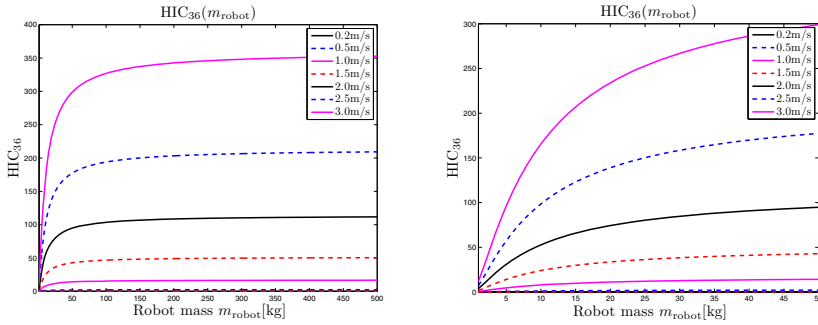 HIC36(mrobot)
400
350
300
250
200
150
100
50
0
HIC36
50 100 150 200 250 300 350 400 450 500
Robot mass mrobot[kg]
0.2m/s
0.5m/s
1.0m/s
1.5m/s
2.0m/s
2.5m/s
3.0m/s
HIC36(mrobot)
300
250
200
150
100
50
0
HIC36
5 10 15 20 25 30 35 40 45 50
Robot mass mrobot[kg]
0.2m/s
0.5m/s
1.0m/s
1.5m/s
2.0m/s
2.5m/s
3.0m/s